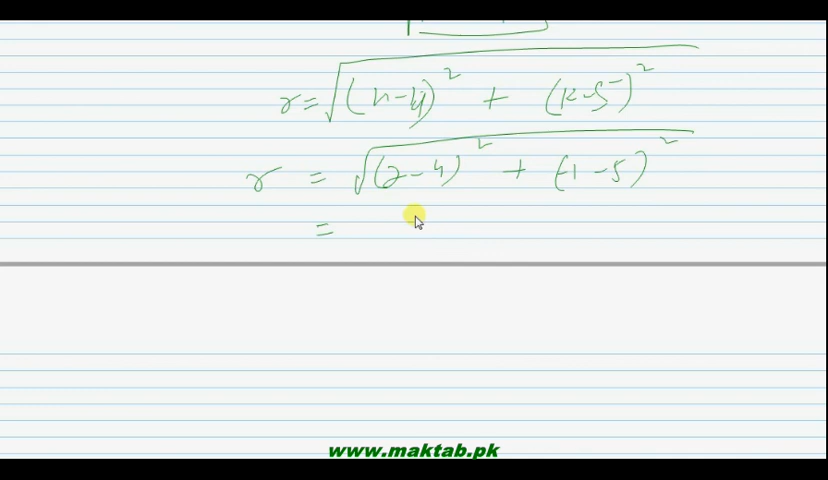 r = √(h-4)² + (k-5)²
r = √(2-4)² + (-1-5)²
=
www.maktab.pk